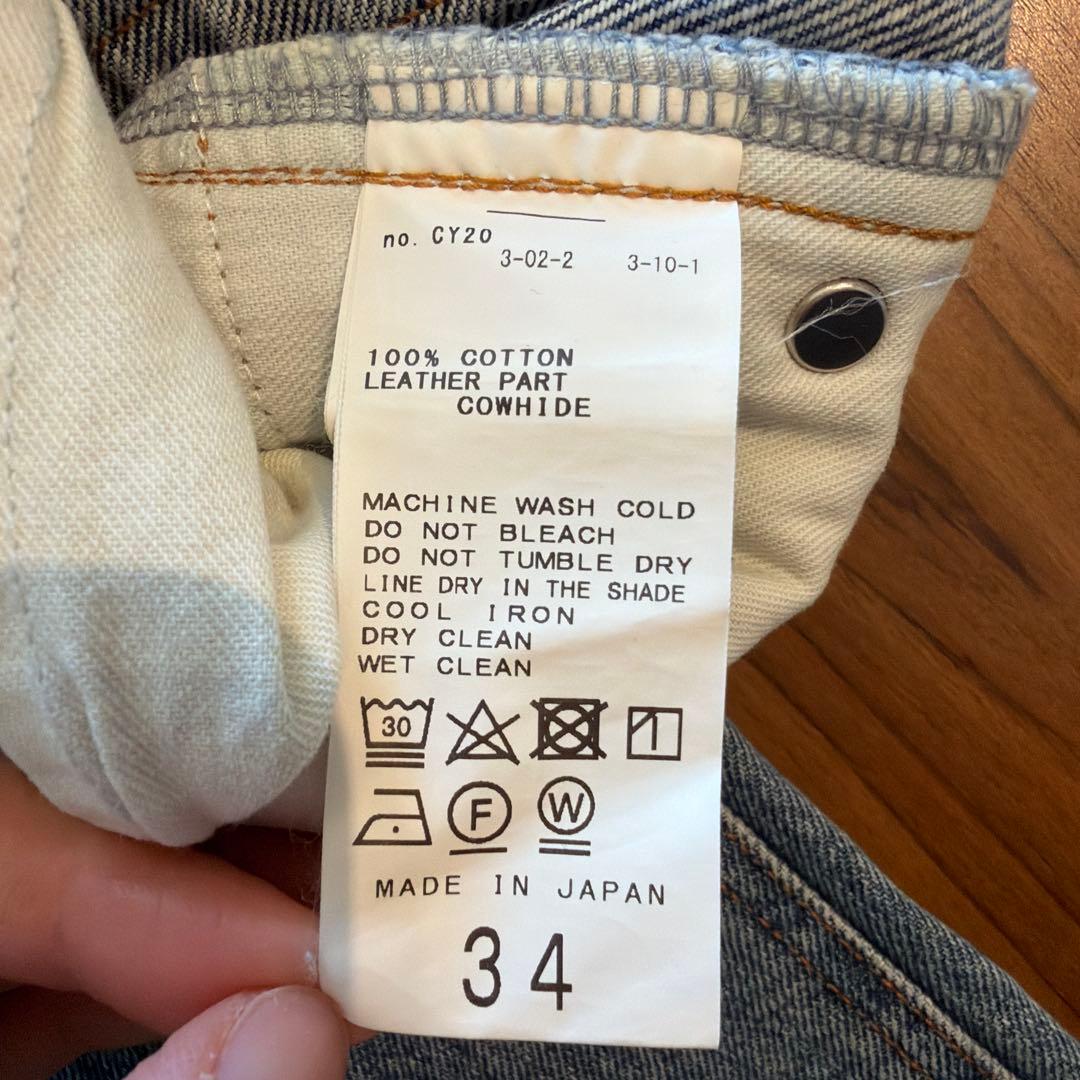 no. CY20
3-02-2 3-10-1
100% COTTON
LEATHER PART
COWHIDE
MACHINE WASH COLD
DO NOT BLEACH
DO NOT TUMBLE DRY
LINE DRY IN THE SHADE
COOL IRON
DRY CLEAN
WET CLEAN
30
F W
MADE IN JAPAN
34